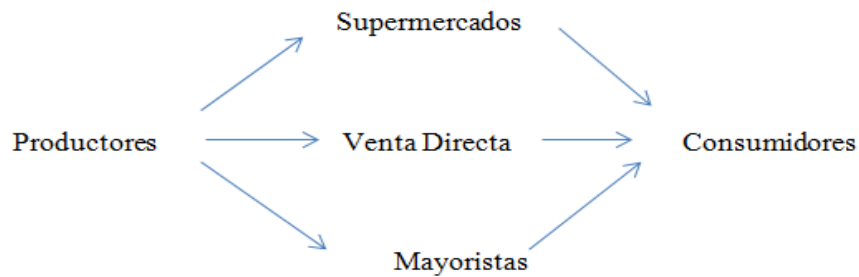 Supermercados
Productores
Venta Directa
Consumidores
Mayoristas